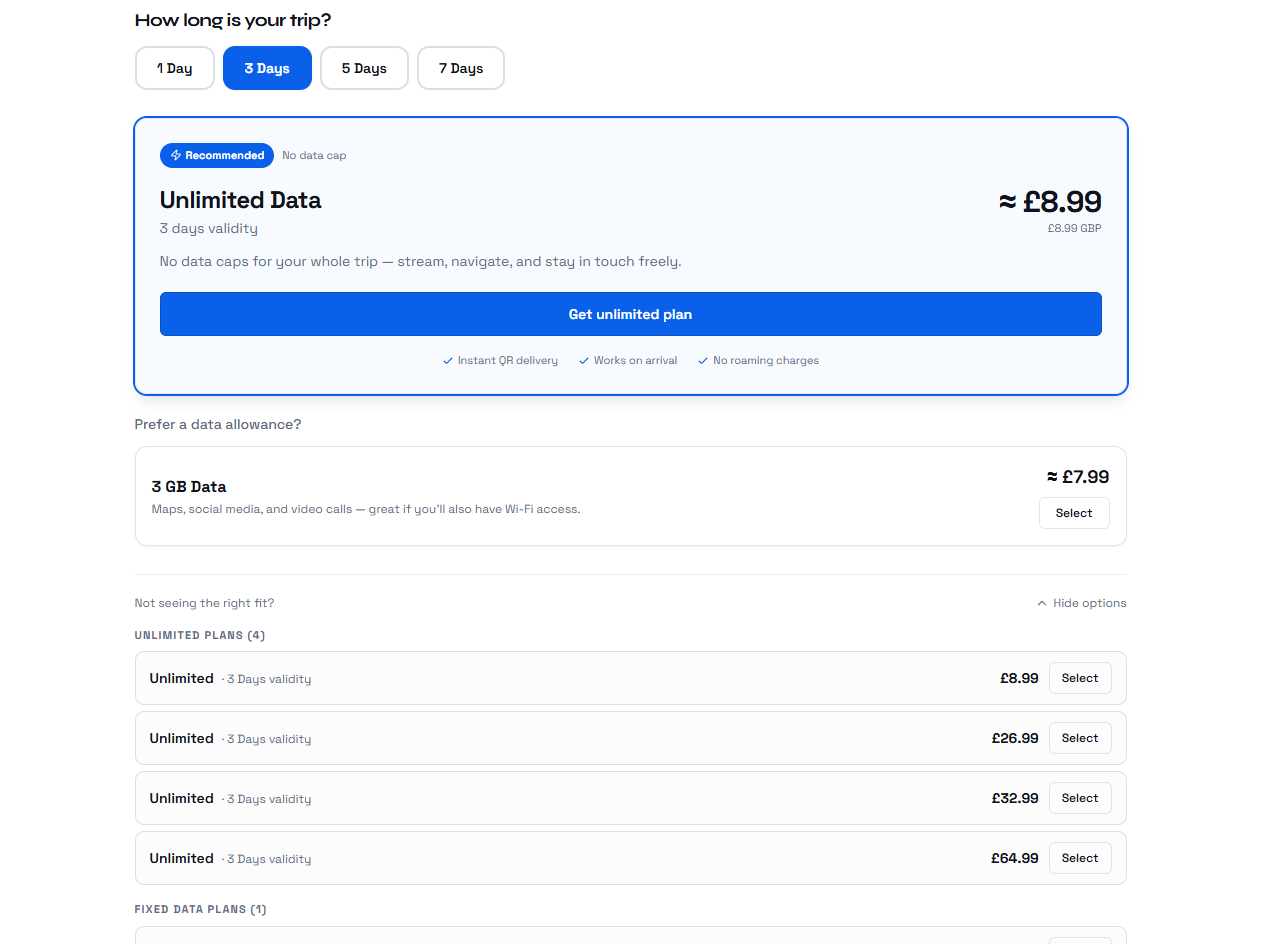 How long is your trip?
1 Day
3 Days
5 Days
7 Days
Recommended
No data cap
Unlimited Data
≈ £8.99
3 days validity
£8.99 GBP
No data caps for your whole trip — stream, navigate, and stay in touch freely.
Get unlimited plan
Instant QR delivery
Works on arrival
No roaming charges
Prefer a data allowance?
3 GB Data
≈ £7.99
Maps, social media, and video calls — great if you'll also have Wi-Fi access.
Select
Not seeing the right fit?
Hide options
UNLIMITED PLANS (4)
Unlimited · 3 Days validity
£8.99
Select
Unlimited · 3 Days validity
£26.99
Select
Unlimited · 3 Days validity
£32.99
Select
Unlimited · 3 Days validity
£64.99
Select
FIXED DATA PLANS (1)